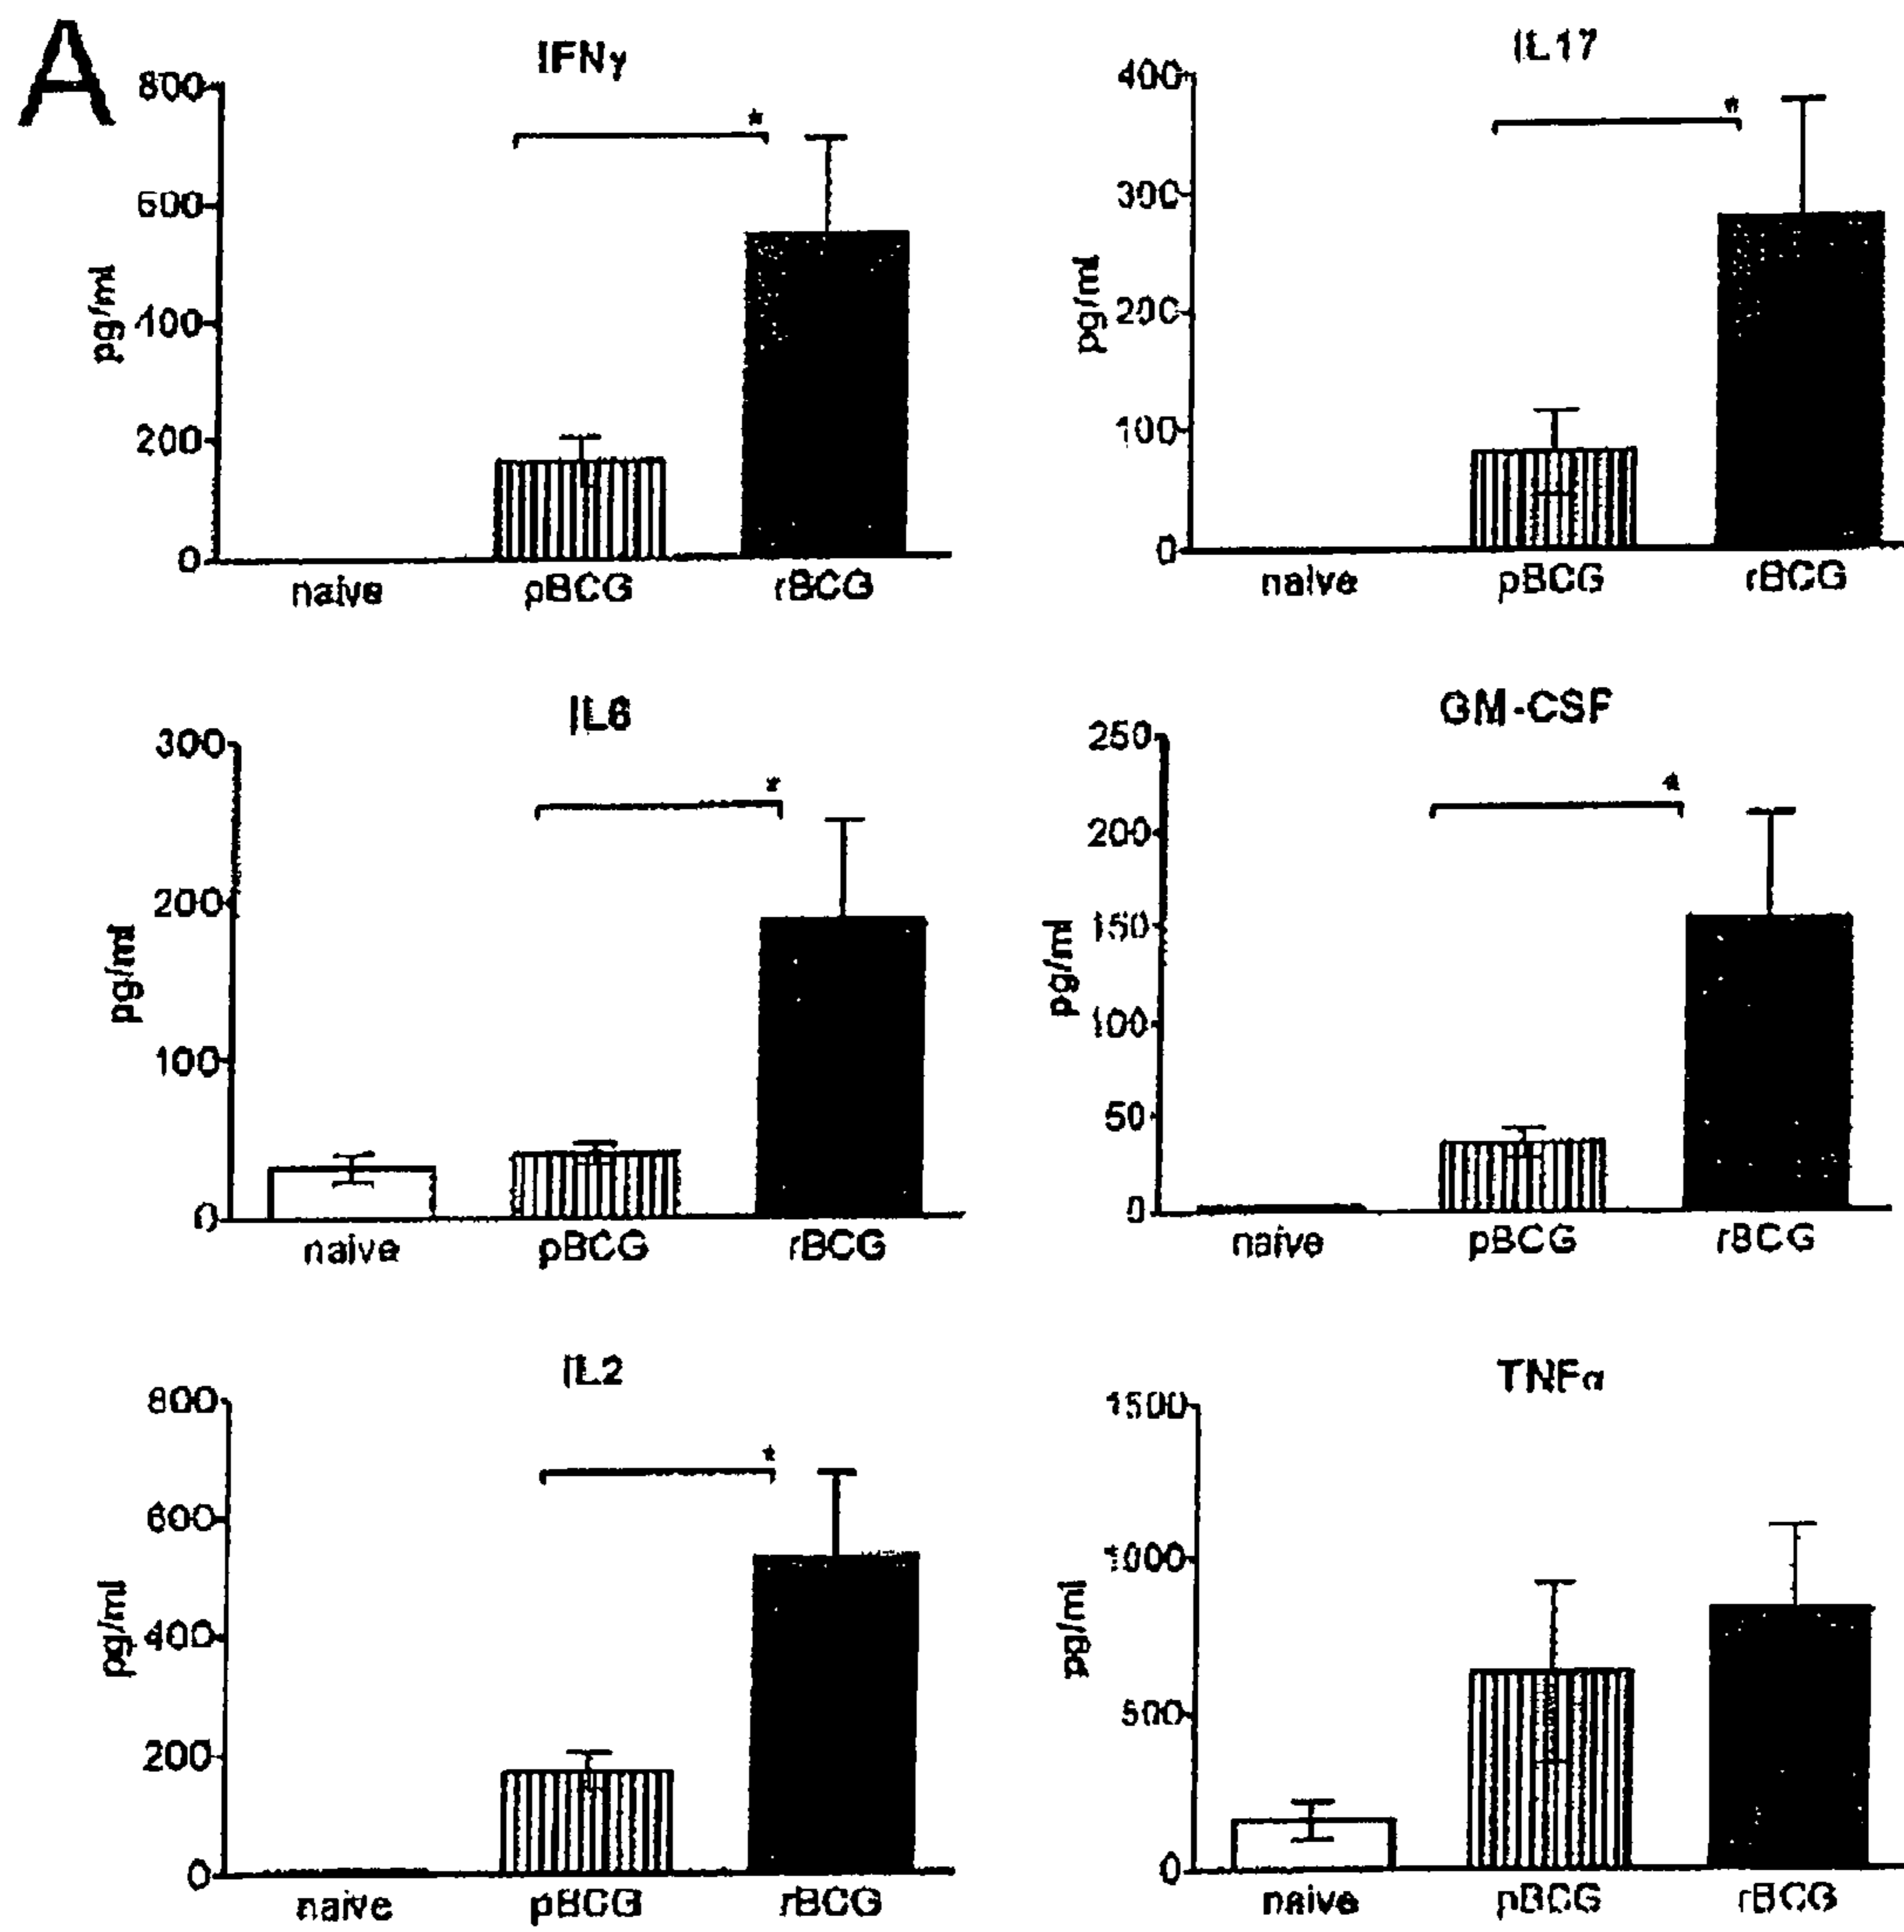 A
IFNγ
800
600
400
200
0
pg/ml
*
naive pBCG rBCG
IL17
400
300
200
100
0
pg/ml
*
naive pBCG rBCG
IL6
300
200
100
0
pg/ml
*
naive pBCG rBCG
GM-CSF
250
200
150
100
50
0
pg/ml
*
naive pBCG rBCG
IL2
800
600
400
200
0
pg/ml
*
naive pBCG rBCG
TNFα
1500
1000
500
0
pg/ml
naive pBCG rBCG